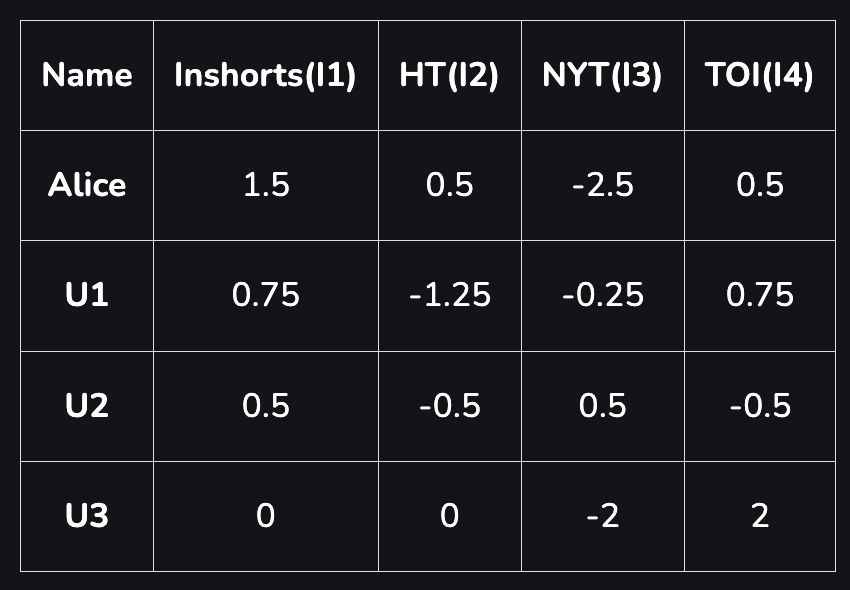 Name Inshorts(I1) HT(I2) NYT(I3) TOI(I4)
Alice 1.5 0.5 -2.5 0.5
U1 0.75 -1.25 -0.25 0.75
U2 0.5 -0.5 0.5 -0.5
U3 0 0 -2 2